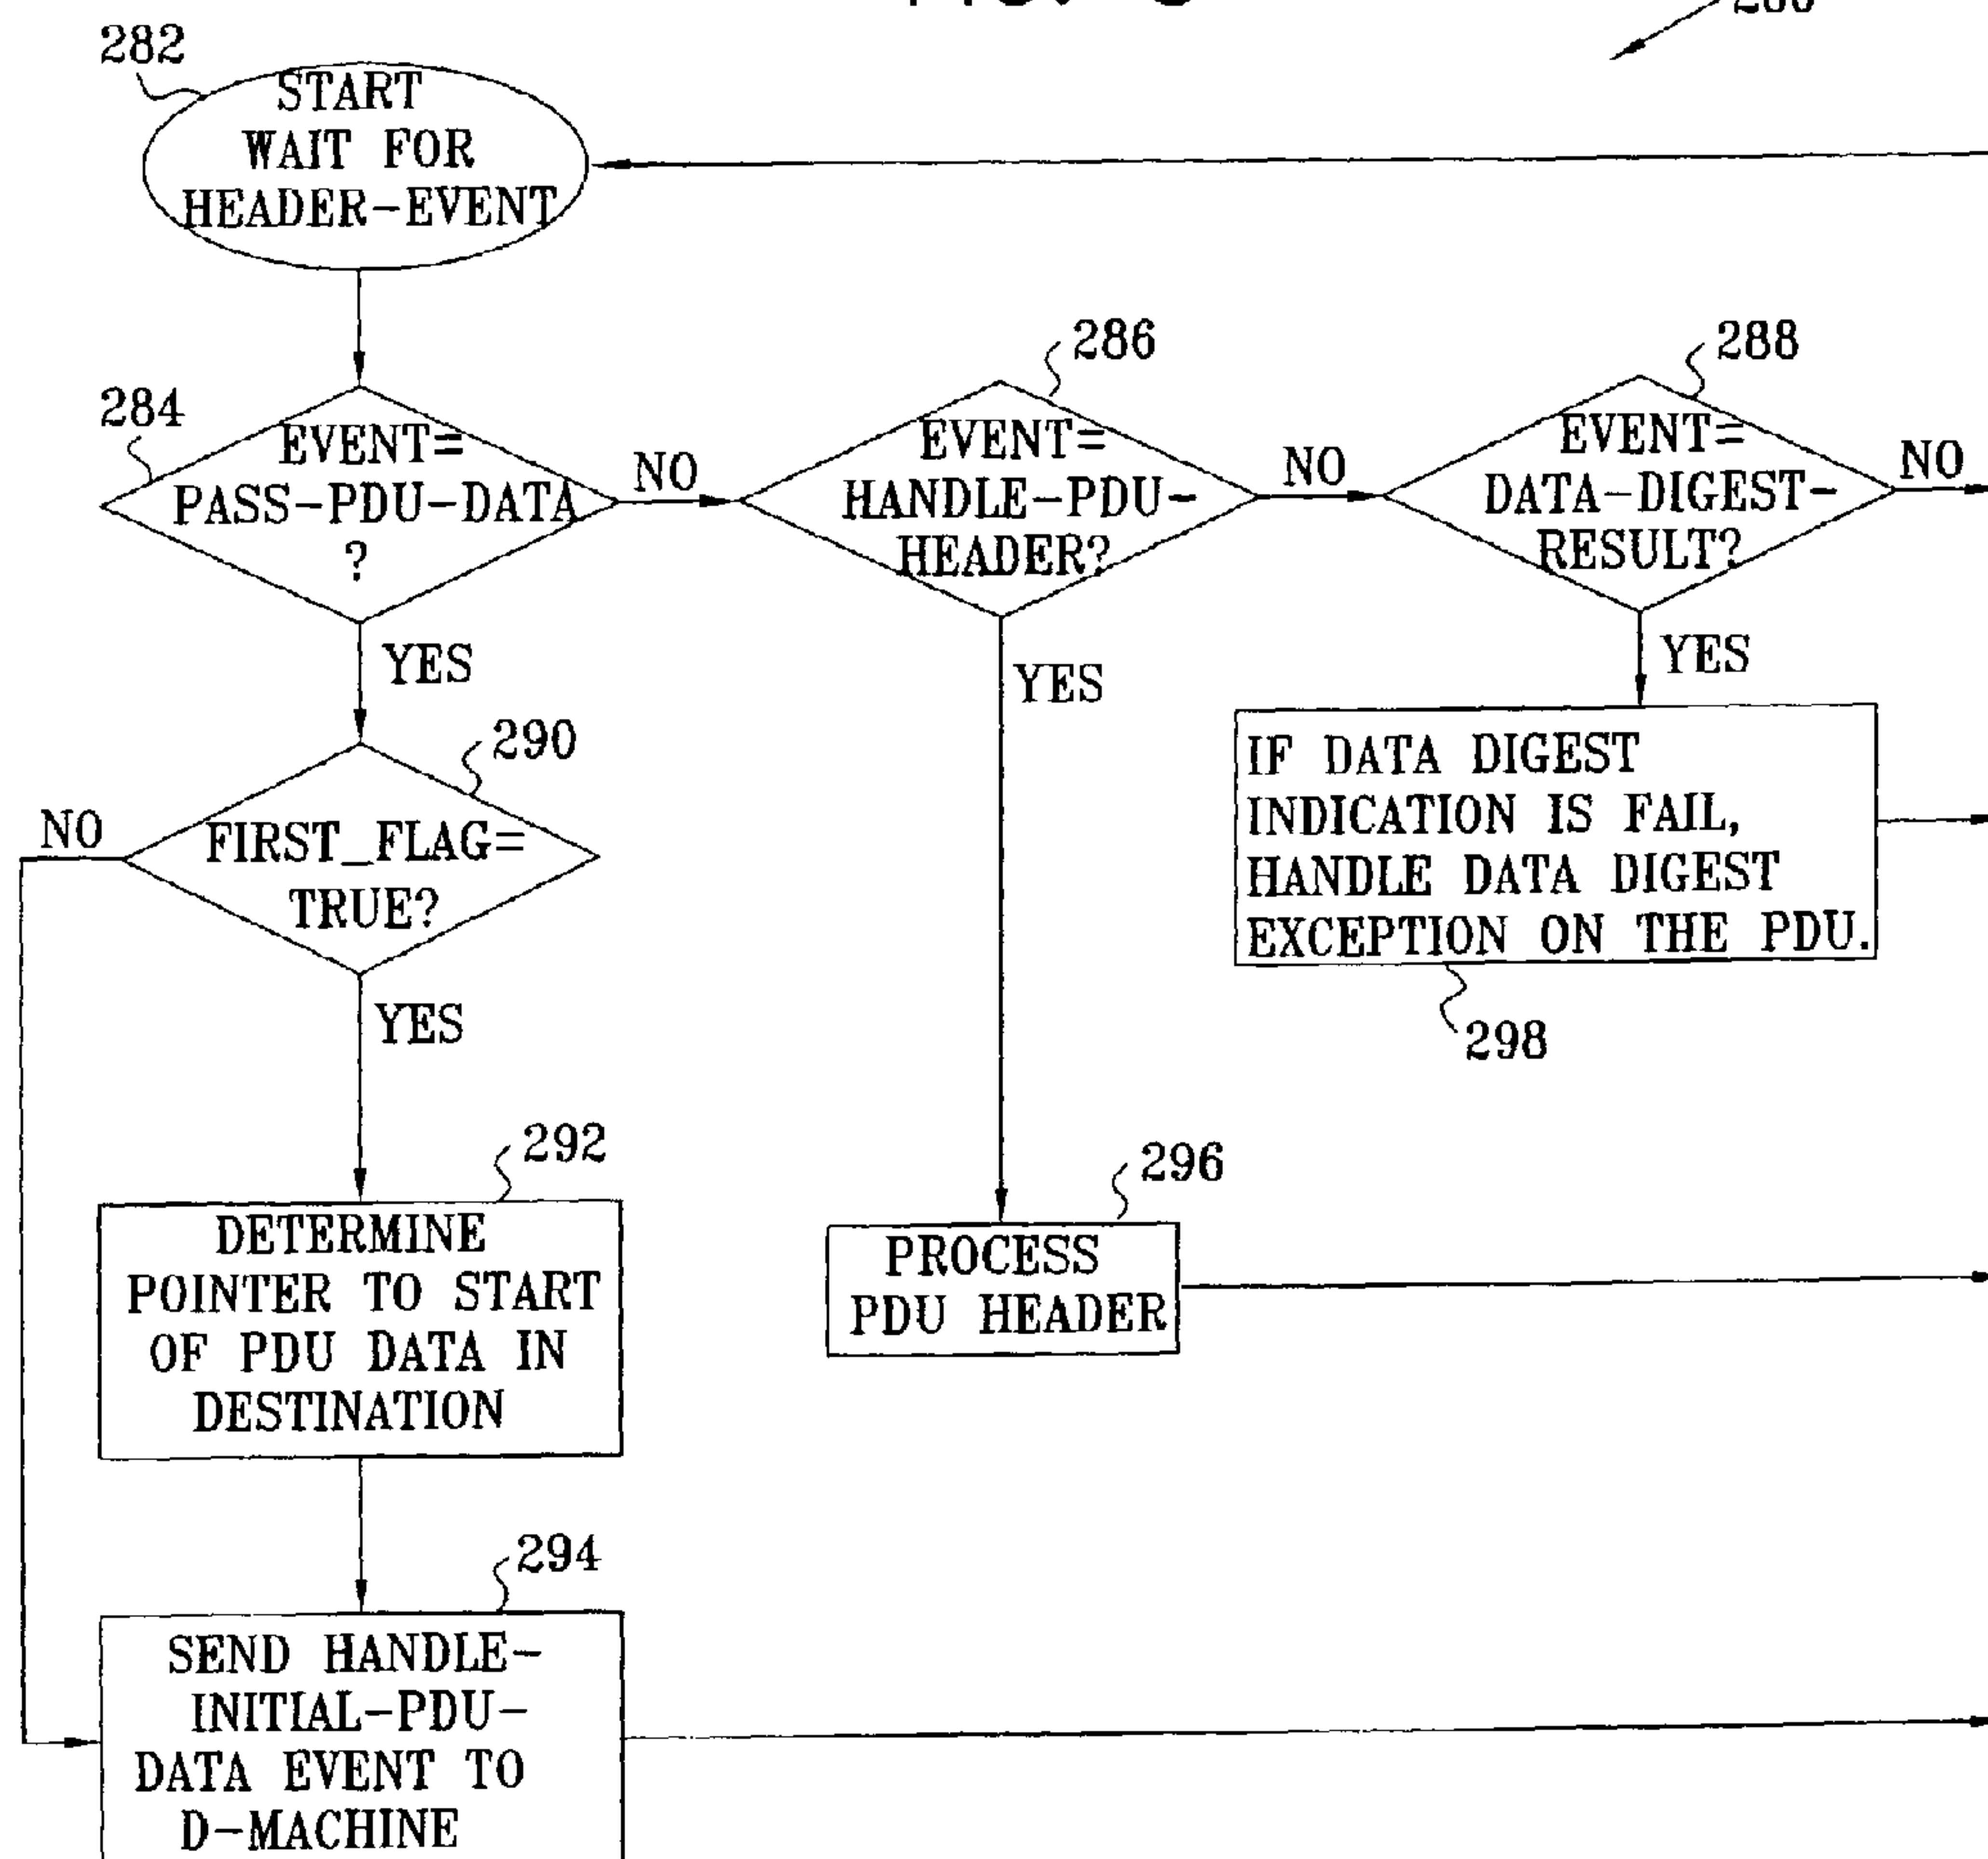 282
START
WAIT FOR
HEADER-EVENT
284
EVENT=
PASS-PDU-DATA
?
NO
286
EVENT=
HANDLE-PDU-
HEADER?
NO
288
EVENT=
DATA-DIGEST-
RESULT?
NO
YES
YES
YES
290
FIRST_FLAG=
TRUE?
NO
YES
IF DATA DIGEST
INDICATION IS FAIL,
HANDLE DATA DIGEST
EXCEPTION ON THE PDU.
298
292
DETERMINE
POINTER TO START
OF PDU DATA IN
DESTINATION
296
PROCESS
PDU HEADER
294
SEND HANDLE-
INITIAL-PDU-
DATA EVENT TO
D-MACHINE